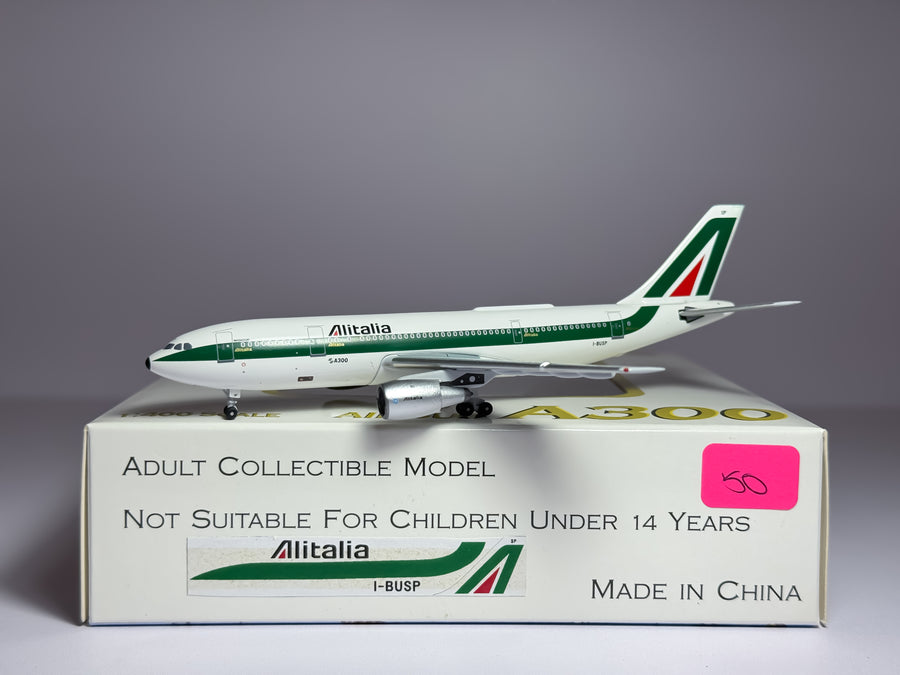 Alitalia
A300
I-BUSP
1:400 SCALE
A300
ADULT COLLECTIBLE MODEL
50
NOT SUITABLE FOR CHILDREN UNDER 14 YEARS
Alitalia
SP
I-BUSP
MADE IN CHINA